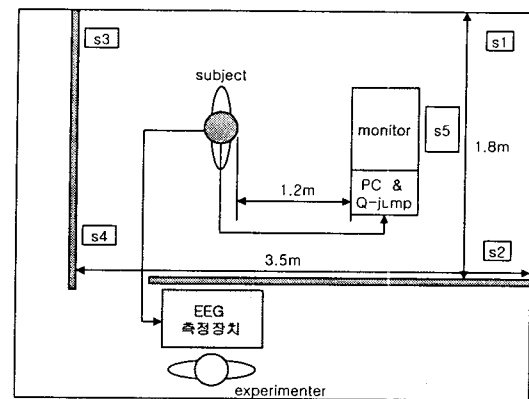 s3
s1
subject
monitor
s5
1.8m
1.2m
PC &
Q-jump
s4
s2
3.5m
EEG
측정장치
experimenter